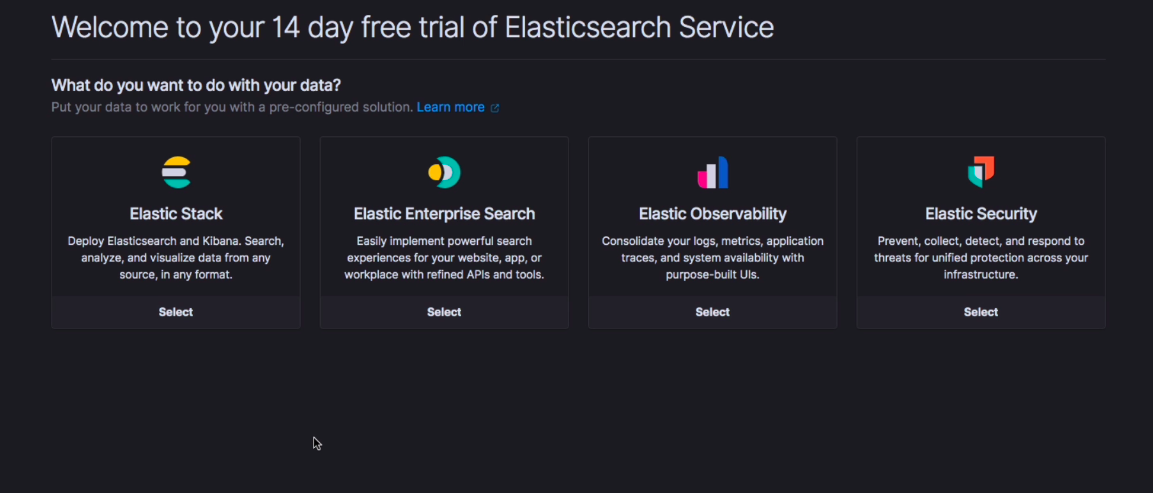 Welcome to your 14 day free trial of Elasticsearch Service
What do you want to do with your data?
Put your data to work for you with a pre-configured solution. Learn more
Elastic Stack
Deploy Elasticsearch and Kibana. Search,
analyze, and visualize data from any
source, in any format.
Select
Elastic Enterprise Search
Easily implement powerful search
experiences for your website, app, or
workplace with refined APIs and tools.
Select
Elastic Observability
Consolidate your logs, metrics, application
traces, and system availability with
purpose-built UIs.
Select
Elastic Security
Prevent, collect, detect, and respond to
threats for unified protection across your
infrastructure.
Select